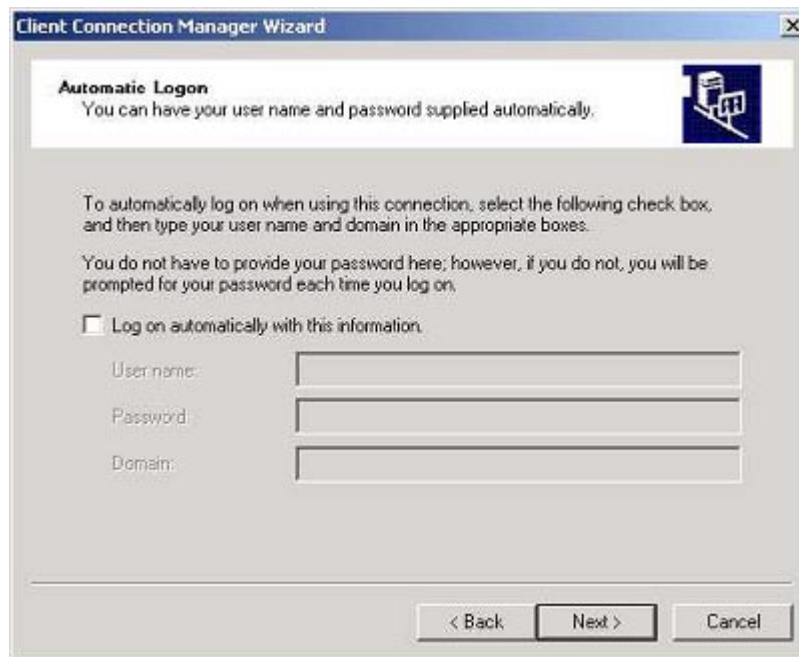 Client Connection Manager Wizard
Automatic Logon
You can have your user name and password supplied automatically.
To automatically log on when using this connection, select the following check box,
and then type your user name and domain in the appropriate boxes.
You do not have to provide your password here; however, if you do not, you will be
prompted for your password each time you log on.
Log on automatically with this information.
User name:
Password:
Domain:
< Back
Next >
Cancel